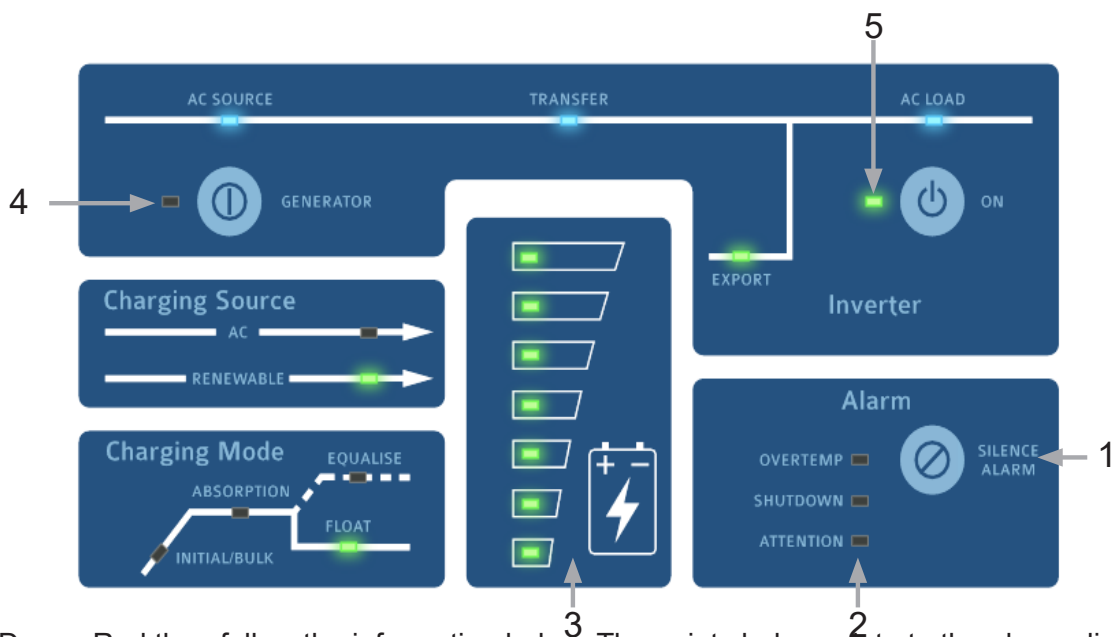 5
AC SOURCE
TRANSFER
AC LOAD
4
GENERATOR
ON
EXPORT
Inverter
Charging Source
AC
RENEWABLE
Charging Mode
EQUALISE
ABSORPTION
FLOAT
INITIAL/BULK
+ −
Alarm
OVERTEMP
SILENCE
ALARM
1
SHUTDOWN
ATTENTION
3
2